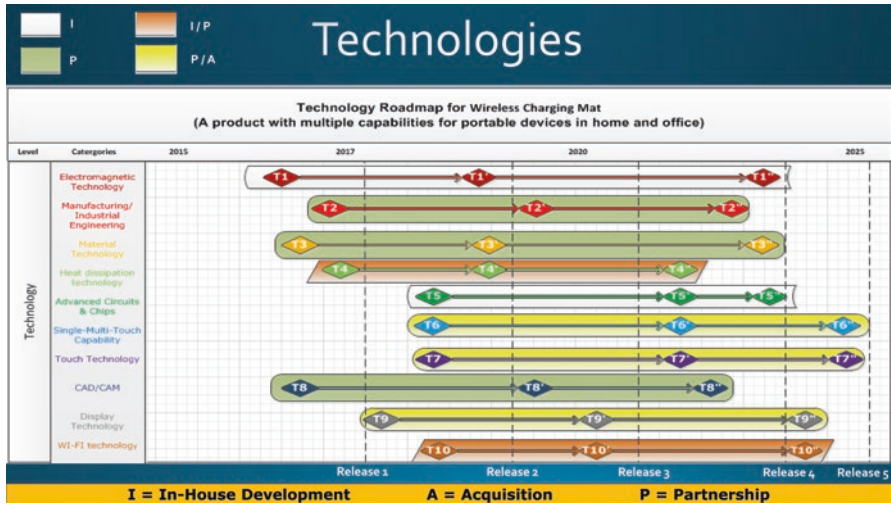 I
I / P
P
P / A
Technologies
Technology Roadmap for Wireless Charging Mat
(A product with multiple capabilities for portable devices in home and office)
Level
Catergories
2015
2017
2020
2025
Technology
Electromagnetic
Technology
T1
T1'
T1"
Manufacturing/
Industrial
Engineering
T2
T2'
T2"
Material
Technology
T3
T3'
T3"
Heat dissipation
technology
T4
T4'
T4"
Advanced Circuits
& Chips
T5
T5'
T5"
Single-Multi-Touch
Capability
T6
T6'
T6"
Touch Technology
T7
T7'
T7"
CAD/CAM
T8
T8'
T8"
Display
Technology
T9
T9'
T9"
WI-FI technology
T10
T10'
T10"
Release 1
Release 2
Release 3
Release 4
Release 5
I = In-House Development
A = Acquisition
P = Partnership